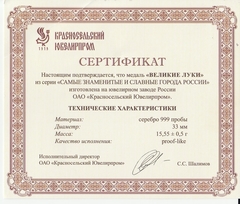 КРАСНОСЕЛЬСКИЙ
ЮВЕЛИРПРОМ
СЕРТИФИКАТ
Настоящим подтверждается, что медаль «ВЕЛИКИЕ ЛУКИ»
из серии «САМЫЕ ЗНАМЕНИТЫЕ И СЛАВНЫЕ ГОРОДА РОССИИ»
изготовлена на ювелирном заводе России
ОАО «Красносельский Ювелирпром».
ТЕХНИЧЕСКИЕ ХАРАКТЕРИСТИКИ
Материал: серебро 999 пробы
Диаметр: 33 мм
Масса: 15,55 ± 0,5 г
Качество исполнения: proof-like
Исполнительный директор
ОАО «Красносельский Ювелирпром»
С.С. Шалимов